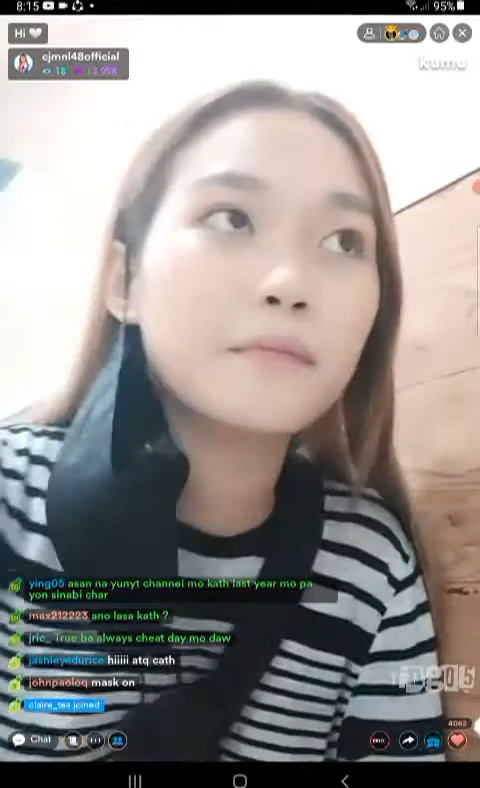 8:15
95%
Hi
cjmnl48official
18 13.95K
kumu
ying05 asan na yunyt channel mo kath last year mo pa
yon sinabi char
max212223 ano lasa kath ?
jric_ True ba always cheat day mo daw
jashleyedurice hiiiii atq cath
johnpaoloq mask on
claire_tea joined
Chat
4062